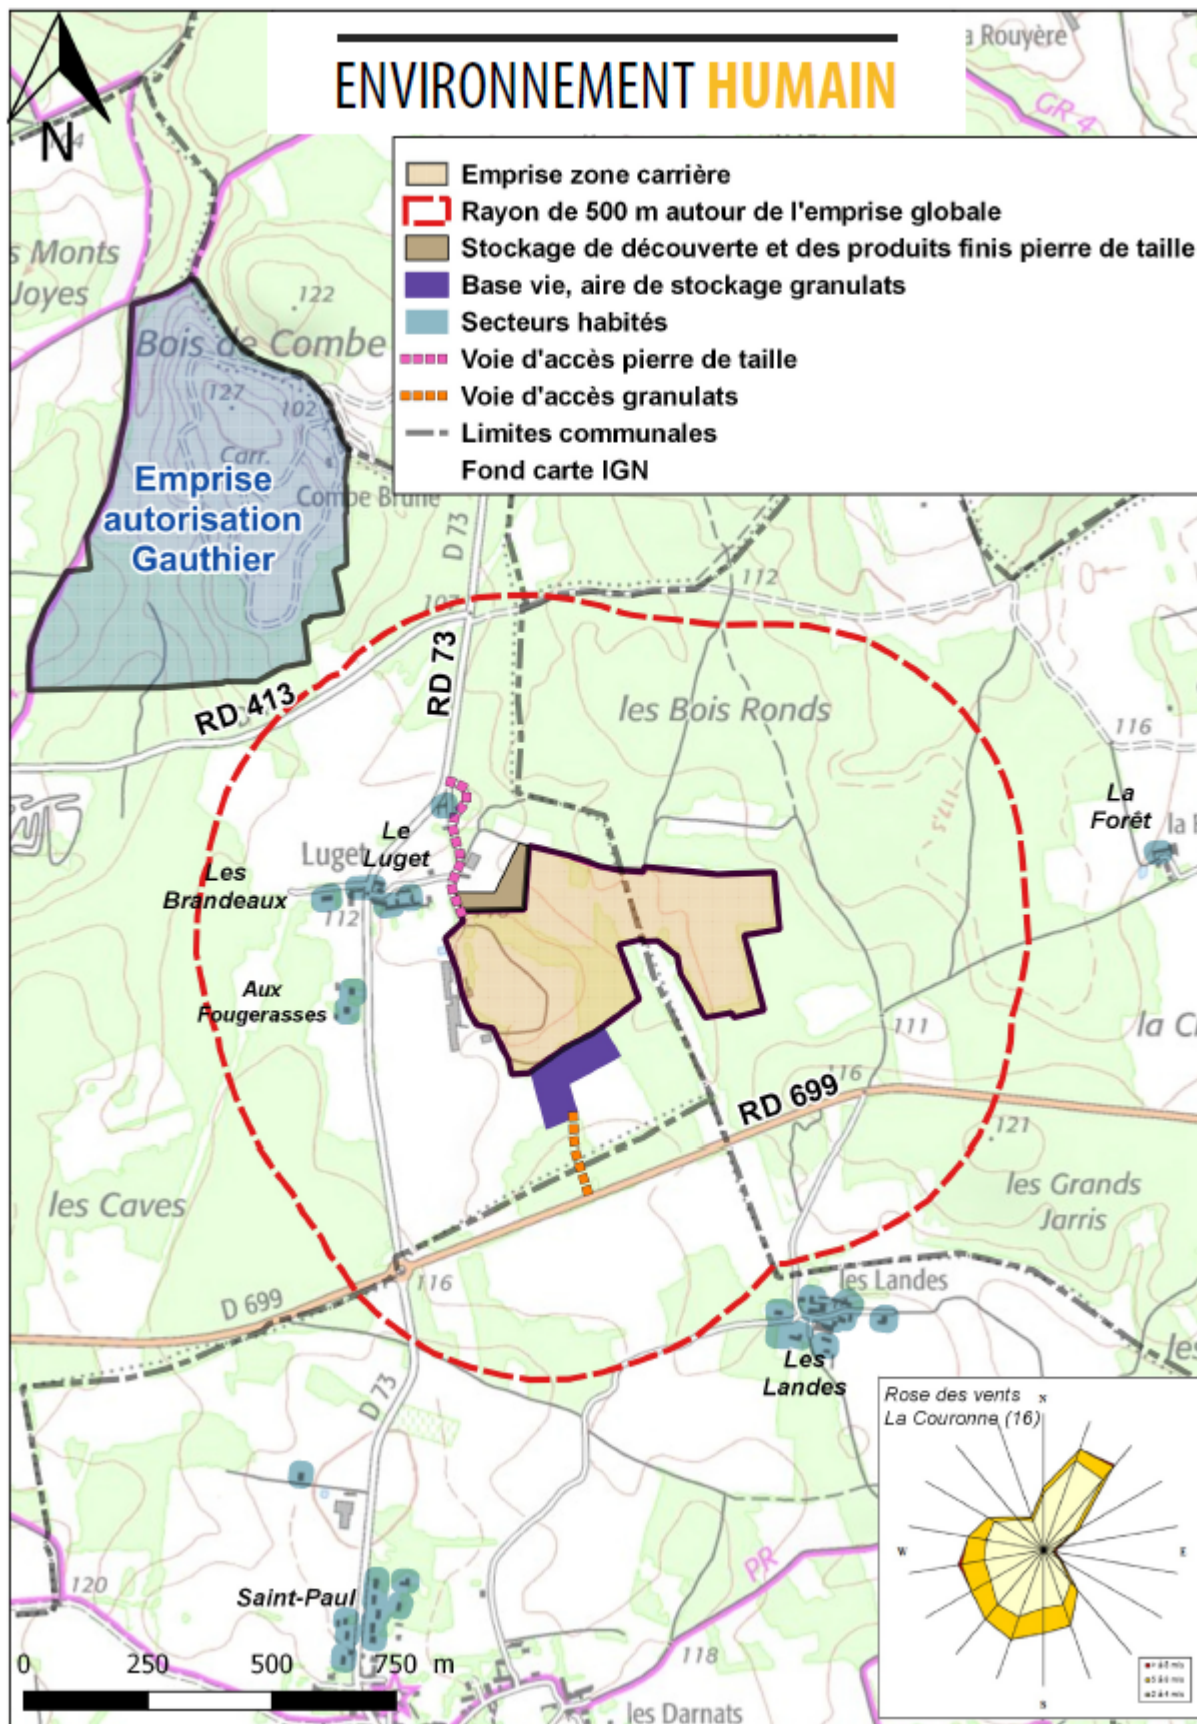 a Rouyère
ENVIRONNEMENT HUMAIN
GR 4
N
Emprise zone carrière
Rayon de 500 m autour de l'emprise globale
Stockage de découverte et des produits finis pierre de taille
Base vie, aire de stockage granulats
Secteurs habités
Voie d'accès pierre de taille
Voie d'accès granulats
Limites communales
Fond carte IGN
s Monts
Joyes
122
Bois de Combe
127
102
Carr.
Combe Brune
Emprise
autorisation
Gauthier
D 73
112
107
RD 73
RD 413
les Bois Ronds
116
117,5
La
Forêt
Le
Luget
Luget
Les
Brandeaux
112
Aux
Fougerasses
111
la C
116
RD 699
121
les Caves
les Grands
Jarris
D 699
116
les Landes
les
Les
Landes
D 73
Rose des vents
La Couronne (16)
N
W
E
S
PR
120
Saint-Paul
118
0 250 500 750 m
les Darnats